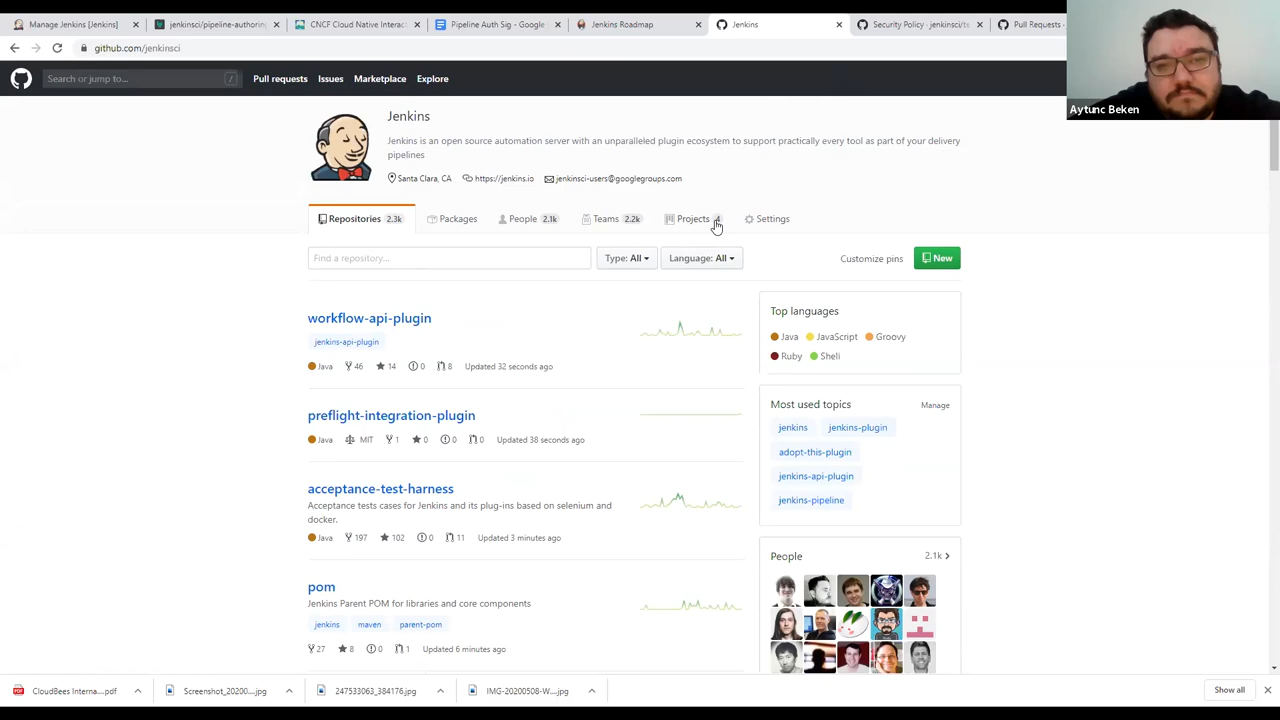 Manage Jenkins [Jenkins]
jenkinsci/pipeline-authoring
CNCF Cloud Native Interac
Pipeline Auth Sig - Google
Jenkins Roadmap
Jenkins
Security Policy · jenkinsci/te
Pull Requests ·
github.com/jenkinsci
Search or jump to...
/
Pull requests
Issues
Marketplace
Explore
Aytunc Beken
Jenkins
Jenkins is an open source automation server with an unparalleled plugin ecosystem to support practically every tool as part of your delivery
pipelines
Santa Clara, CA
https://jenkins.io
jenkinsci-users@googlegroups.com
Repositories 2.3k
Packages
People 2.1k
Teams 2.2k
Projects 4
Settings
Find a repository...
Type: All
Language: All
Customize pins
New
workflow-api-plugin
jenkins-api-plugin
Java 46 14 0 8 Updated 32 seconds ago
preflight-integration-plugin
Java MIT 1 0 0 0 Updated 38 seconds ago
acceptance-test-harness
Acceptance tests cases for Jenkins and its plug-ins based on selenium and
docker.
Java 197 102 0 11 Updated 3 minutes ago
pom
Jenkins Parent POM for libraries and core components
jenkins maven parent-pom
27 8 0 1 Updated 6 minutes ago
Top languages
Java JavaScript Groovy
Ruby Shell
Most used topics
Manage
jenkins jenkins-plugin
adopt-this-plugin
jenkins-api-plugin
jenkins-pipeline
People
2.1k
CloudBees Interna....pdf
Screenshot_20200....jpg
247533063_384176.jpg
IMG-20200508-W....jpg
Show all